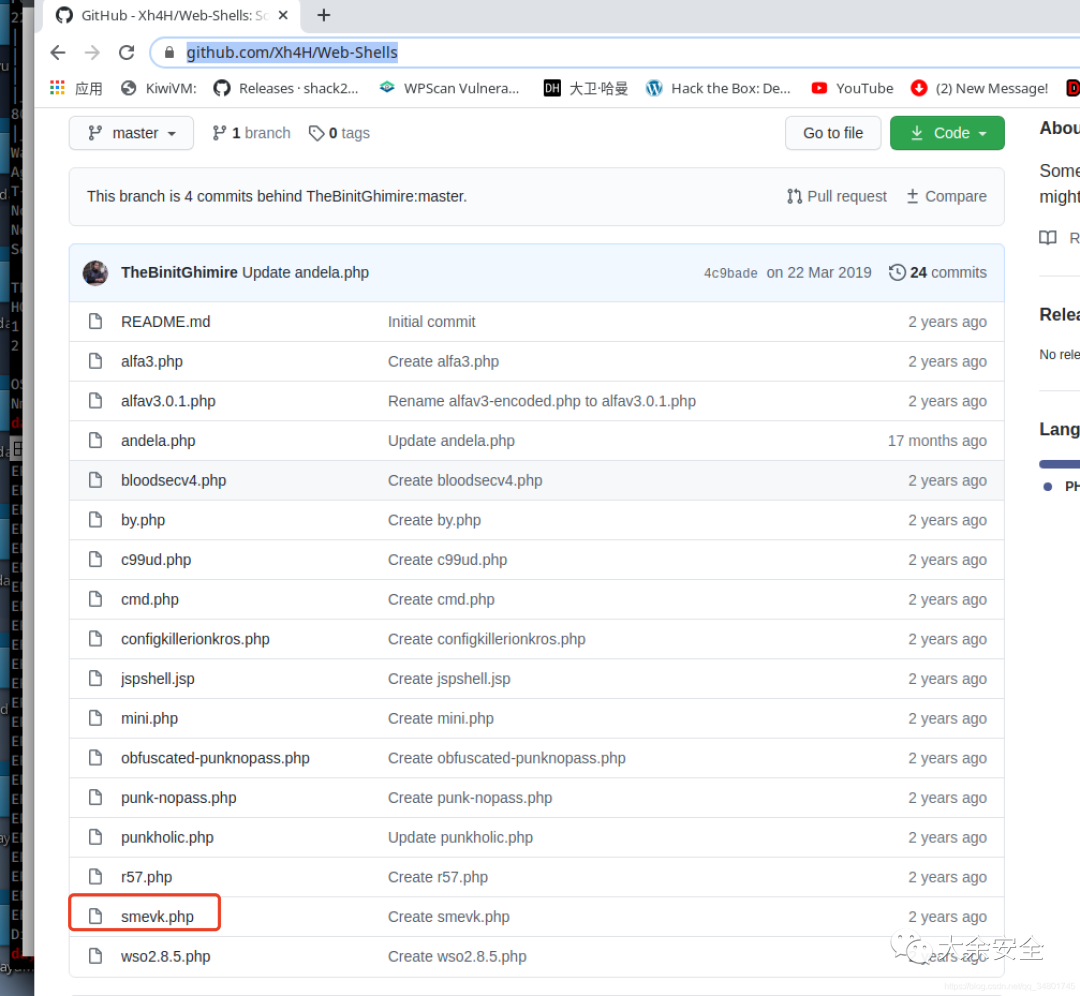 GitHub - Xh4H/Web-Shells: So
github.com/Xh4H/Web-Shells
应用 KiwiVM: Releases · shack2... WPScan Vulnera... DH 大卫·哈曼 Hack the Box: De... YouTube (2) New Message!
master 1 branch 0 tags Go to file Code
Abou
This branch is 4 commits behind TheBinitGhimire:master. Pull request Compare
Some
might
R
TheBinitGhimire Update andela.php 4c9bade on 22 Mar 2019 24 commits
README.md Initial commit 2 years ago
Relea
alfa3.php Create alfa3.php 2 years ago
No rele
alfav3.0.1.php Rename alfav3-encoded.php to alfav3.0.1.php 2 years ago
andela.php Update andela.php 17 months ago
Lang
bloodsecv4.php Create bloodsecv4.php 2 years ago
PH
by.php Create by.php 2 years ago
c99ud.php Create c99ud.php 2 years ago
cmd.php Create cmd.php 2 years ago
configkillerionkros.php Create configkillerionkros.php 2 years ago
jspshell.jsp Create jspshell.jsp 2 years ago
mini.php Create mini.php 2 years ago
obfuscated-punknopass.php Create obfuscated-punknopass.php 2 years ago
punk-nopass.php Create punk-nopass.php 2 years ago
punkholic.php Update punkholic.php 2 years ago
r57.php Create r57.php 2 years ago
smevk.php Create smevk.php 2 years ago
wso2.8.5.php Create wso2.8.5.php years ago
大余安全